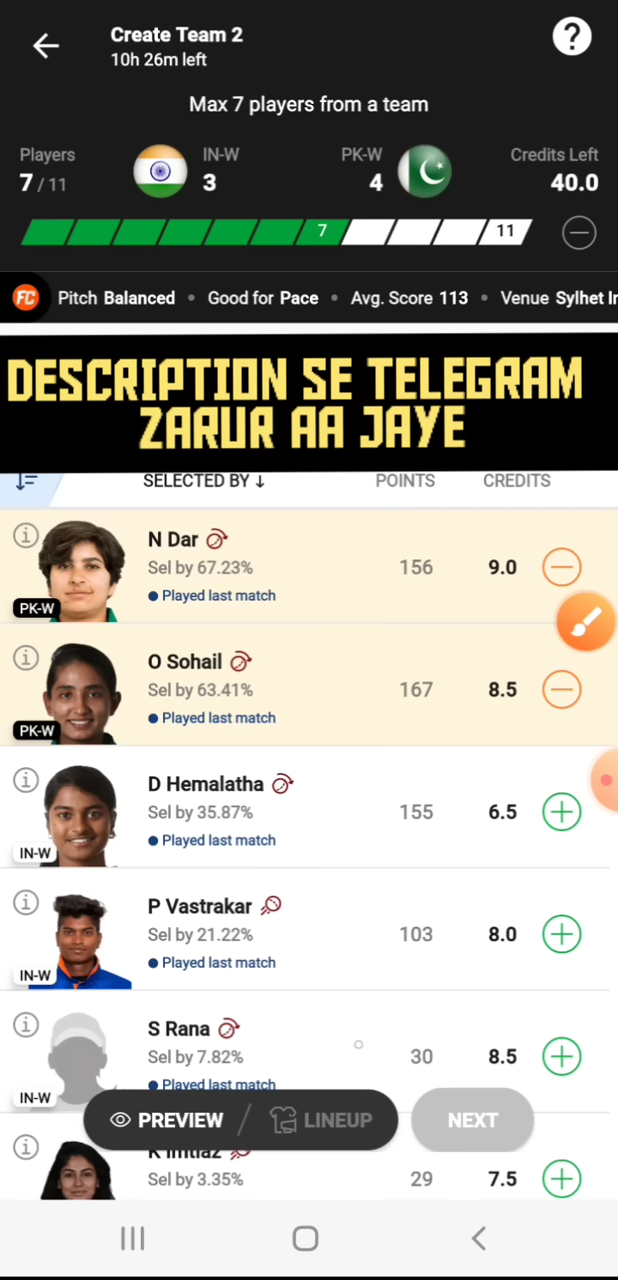 Create Team 2
10h 26m left
Max 7 players from a team
Players IN-W PK-W Credits Left
7 / 11 3 4 40.0
7 11
FC Pitch Balanced • Good for Pace • Avg. Score 113 • Venue Sylhet In
DESCRIPTION SE TELEGRAM
ZARUR AA JAYE
SELECTED BY ↓ POINTS CREDITS
N Dar
Sel by 67.23% 156 9.0
Played last match
PK-W
O Sohail
Sel by 63.41% 167 8.5
Played last match
PK-W
D Hemalatha
Sel by 35.87% 155 6.5
Played last match
IN-W
P Vastrakar
Sel by 21.22% 103 8.0
Played last match
IN-W
S Rana
Sel by 7.82% 30 8.5
Played last match
IN-W
PREVIEW / LINEUP NEXT
K Imtiaz
Sel by 3.35% 29 7.5